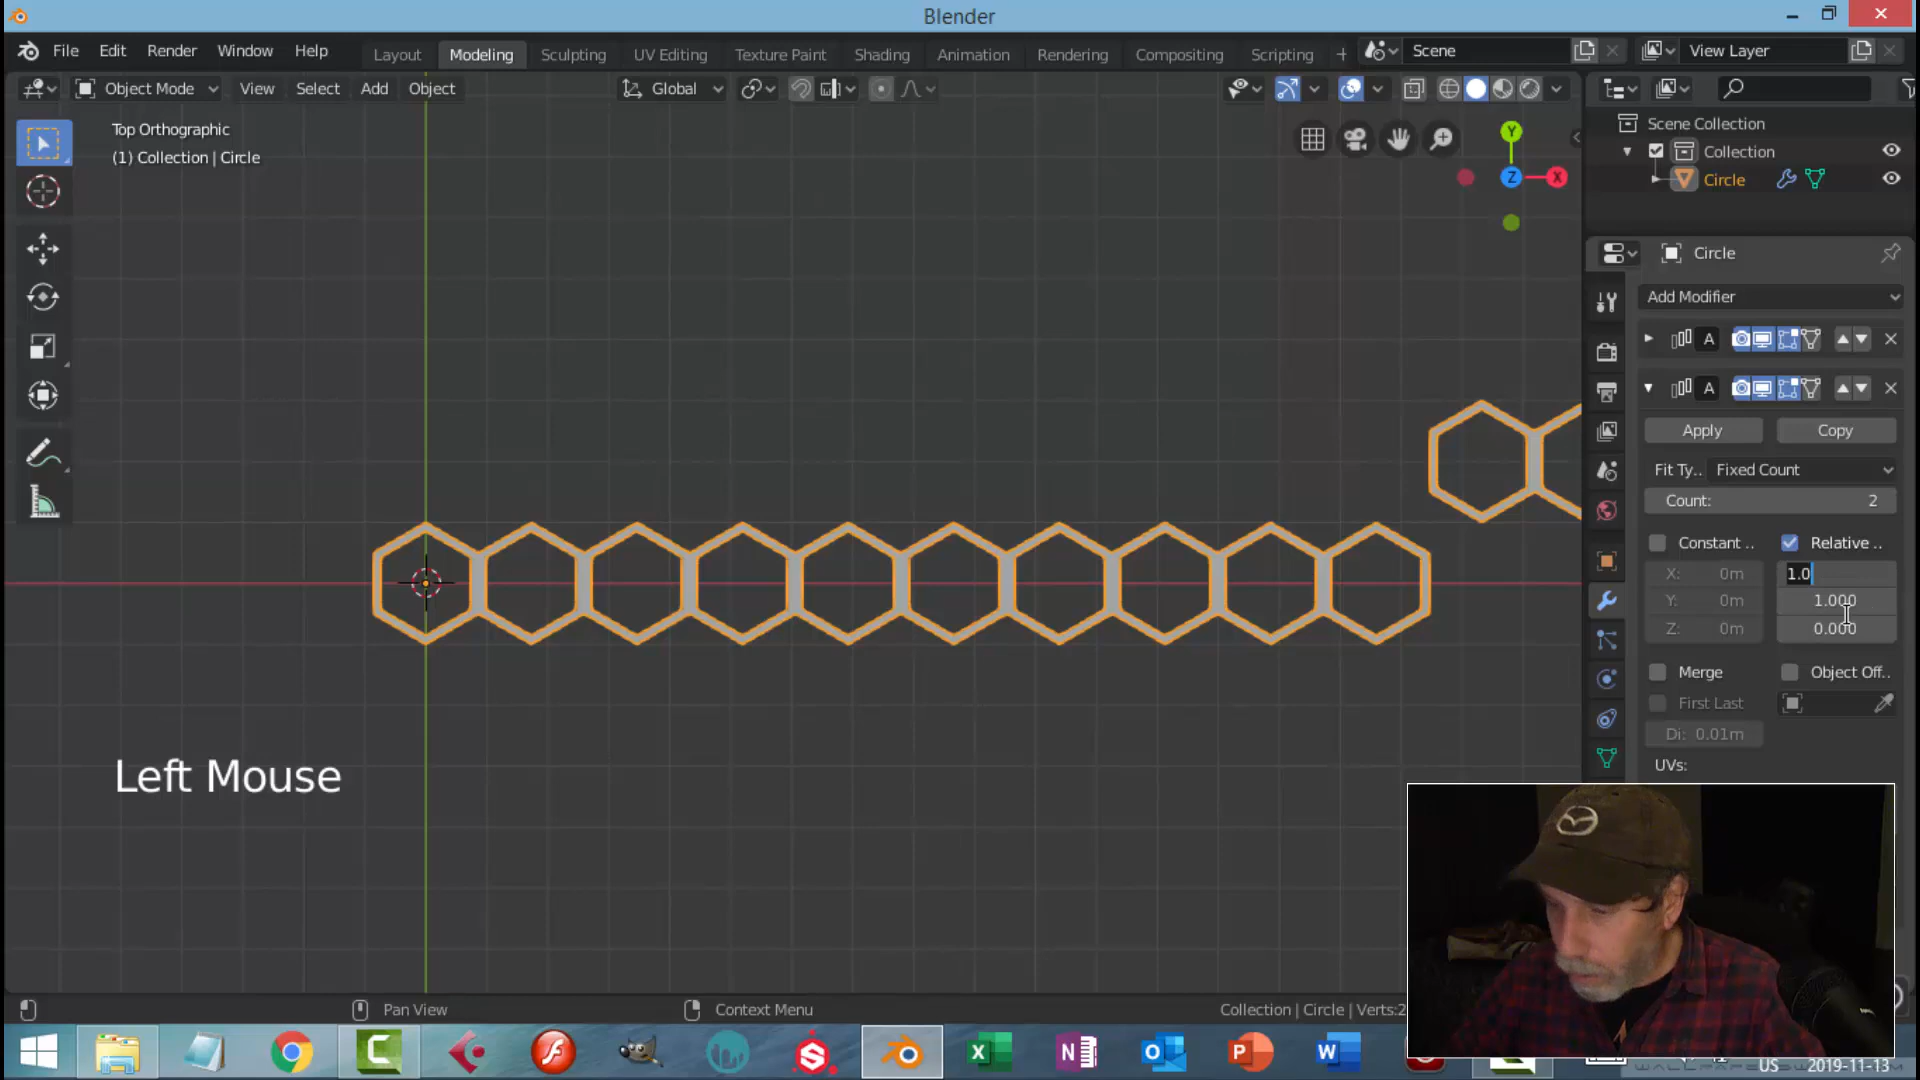 Blender
File Edit Render Window Help Layout Modeling Sculpting UV Editing Texture Paint Shading Animation Rendering Compositing Scripting + Scene View Layer
Object Mode View Select Add Object Global
Top Orthographic
(1) Collection | Circle
Y
Z X
Scene Collection
Collection
Circle
Circle
Add Modifier
A
A
Apply Copy
Fit Ty.. Fixed Count
Count: 2
Constant .. Relative ..
X: 0m 1.0
Y: 0m 1.000
Z: 0m 0.000
Merge Object Off..
First Last
Di: 0.01m
UVs:
Left Mouse
Pan View Context Menu Collection | Circle | Verts:2
US 2019-11-13